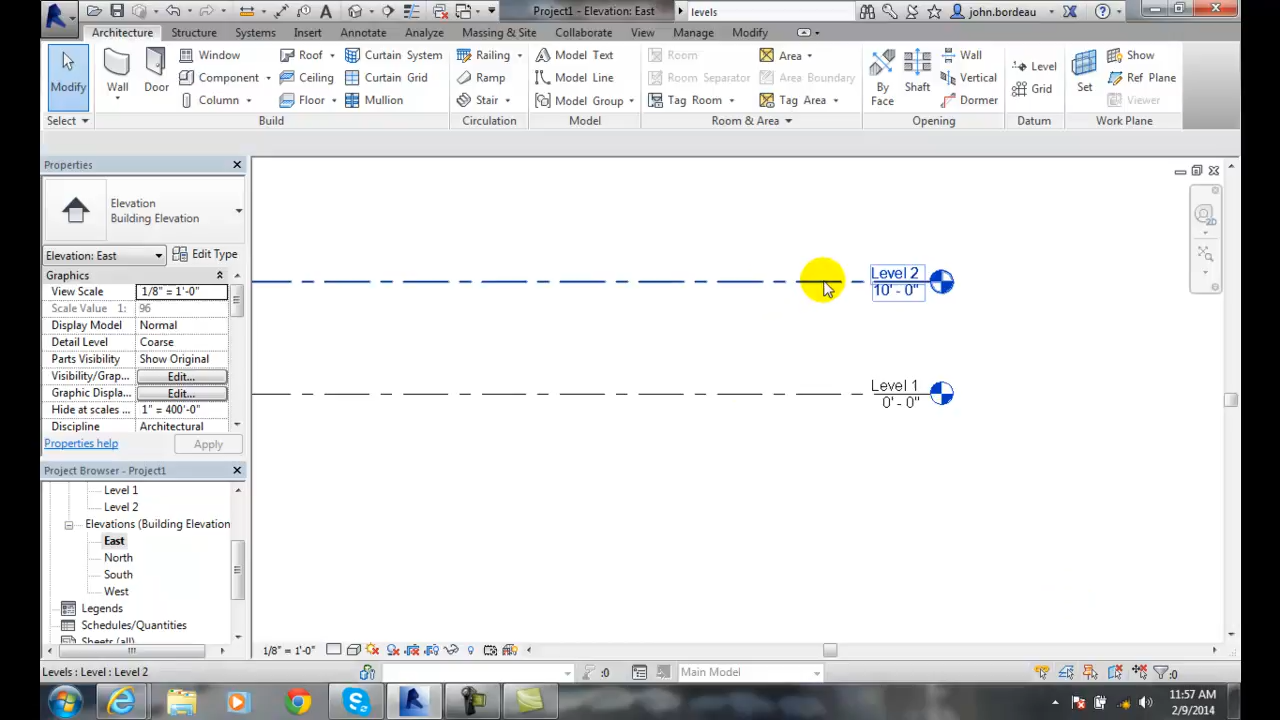 Project1 - Elevation: East
levels
john.bordeau
Architecture Structure Systems Insert Annotate Analyze Massing & Site Collaborate View Manage Modify
Modify
Select
Wall
Door
Window
Component
Column
Roof
Ceiling
Floor
Curtain System
Curtain Grid
Mullion
Build
Railing
Ramp
Stair
Circulation
Model Text
Model Line
Model Group
Model
Room
Room Separator
Tag Room
Area
Area Boundary
Tag Area
Room & Area
By Face
Shaft
Wall
Vertical
Dormer
Opening
Level
Grid
Datum
Set
Show
Ref Plane
Viewer
Work Plane
Properties
Elevation
Building Elevation
Elevation: East
Edit Type
Graphics
View Scale 1/8" = 1'-0"
Scale Value 1: 96
Display Model Normal
Detail Level Coarse
Parts Visibility Show Original
Visibility/Grap... Edit...
Graphic Displa... Edit...
Hide at scales ... 1" = 400'-0"
Discipline Architectural
Properties help Apply
Project Browser - Project1
Level 1
Level 2
Elevations (Building Elevation
East
North
South
West
Legends
Schedules/Quantities
Sheets (all)
Level 2
10' - 0"
Level 1
0' - 0"
1/8" = 1'-0"
Levels : Level : Level 2
:0
Main Model
:0
11:57 AM
2/9/2014